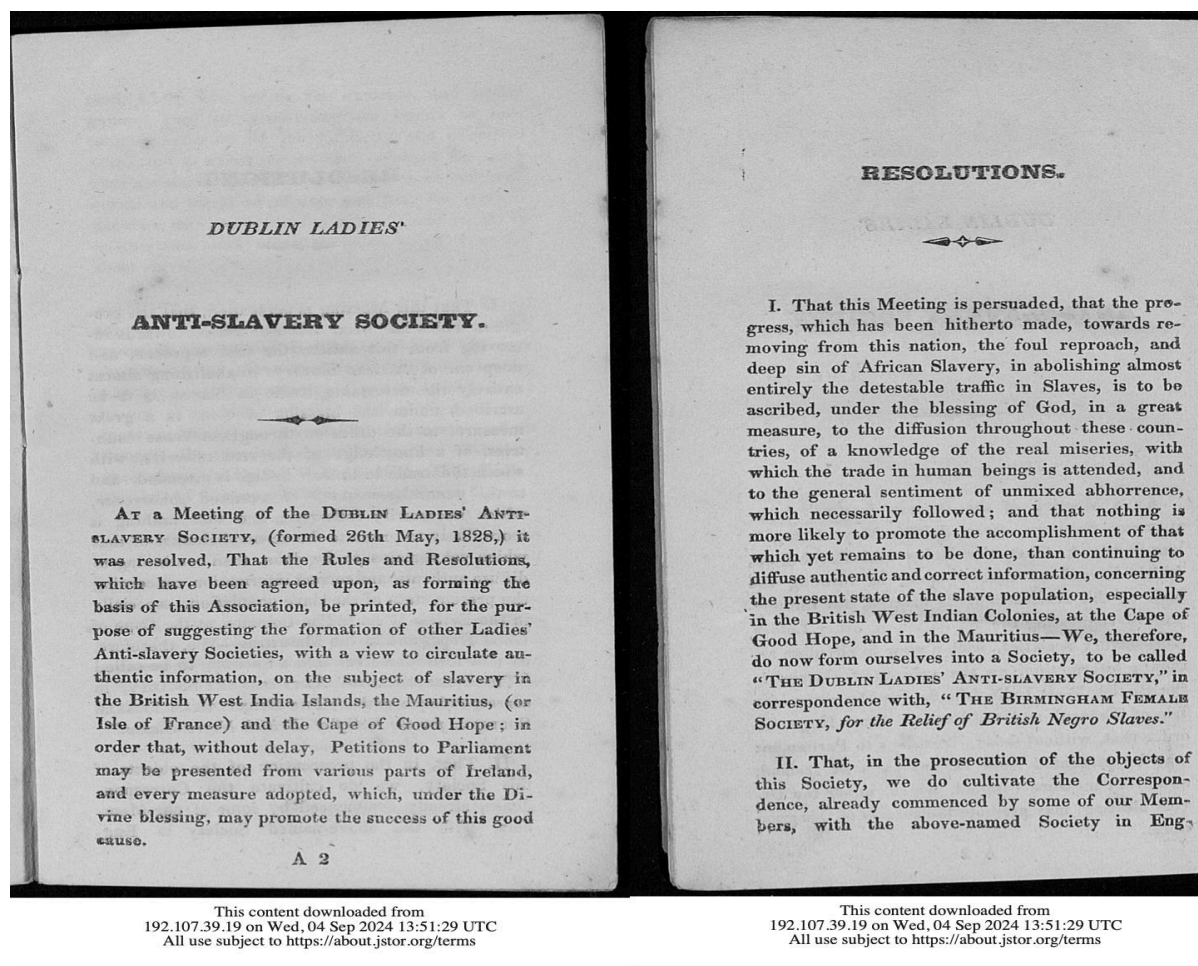 DUBLIN LADIES'
ANTI-SLAVERY SOCIETY.
AT a Meeting of the DUBLIN LADIES' ANTI-
SLAVERY SOCIETY, (formed 26th May, 1828,) it
was resolved, That the Rules and Resolutions,
which have been agreed upon, as forming the
basis of this Association, be printed, for the pur-
pose of suggesting the formation of other Ladies'
Anti-slavery Societies, with a view to circulate au-
thentic information, on the subject of slavery in
the British West India Islands, the Mauritius, (or
Isle of France) and the Cape of Good Hope; in
order that, without delay, Petitions to Parliament
may be presented from various parts of Ireland,
and every measure adopted, which, under the Di-
vine blessing, may promote the success of this good
cause.
A 2
This content downloaded from
192.107.39.19 on Wed, 04 Sep 2024 13:51:29 UTC
All use subject to https://about.jstor.org/terms
RESOLUTIONS.
I. That this Meeting is persuaded, that the pro-
gress, which has been hitherto made, towards re-
moving from this nation, the foul reproach, and
deep sin of African Slavery, in abolishing almost
entirely the detestable traffic in Slaves, is to be
ascribed, under the blessing of God, in a great
measure, to the diffusion throughout these coun-
tries, of a knowledge of the real miseries, with
which the trade in human beings is attended, and
to the general sentiment of unmixed abhorrence,
which necessarily followed; and that nothing is
more likely to promote the accomplishment of that
which yet remains to be done, than continuing to
diffuse authentic and correct information, concerning
the present state of the slave population, especially
in the British West Indian Colonies, at the Cape of
Good Hope, and in the Mauritius—We, therefore,
do now form ourselves into a Society, to be called
"THE DUBLIN LADIES' ANTI-SLAVERY SOCIETY," in
correspondence with, "THE BIRMINGHAM FEMALE
SOCIETY, for the Relief of British Negro Slaves."
II. That, in the prosecution of the objects of
this Society, we do cultivate the Correspon-
dence, already commenced by some of our Mem-
bers, with the above-named Society in Eng-
This content downloaded from
192.107.39.19 on Wed, 04 Sep 2024 13:51:29 UTC
All use subject to https://about.jstor.org/terms